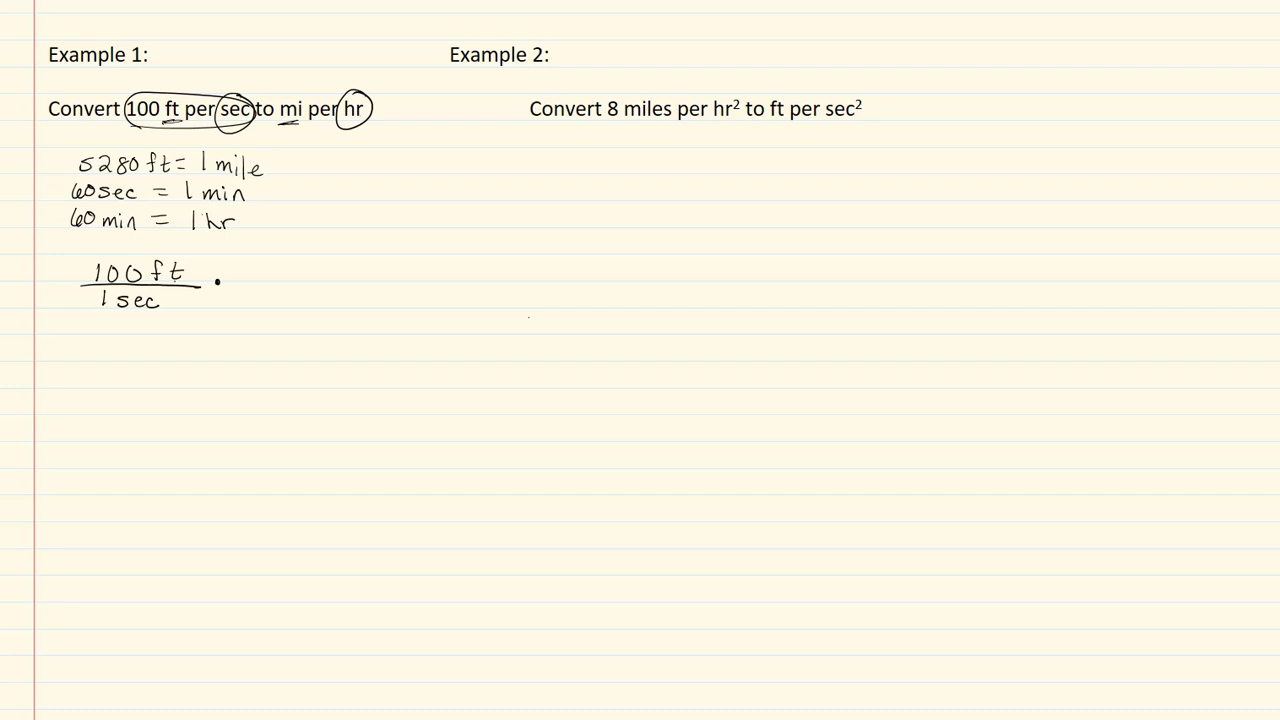 Example 1:
Convert 100 ft per sec to mi per hr
5280 ft = 1 mile
60 sec = 1 min
60 min = 1 hr
100 ft
1 sec
·
Example 2:
Convert 8 miles per hr² to ft per sec²